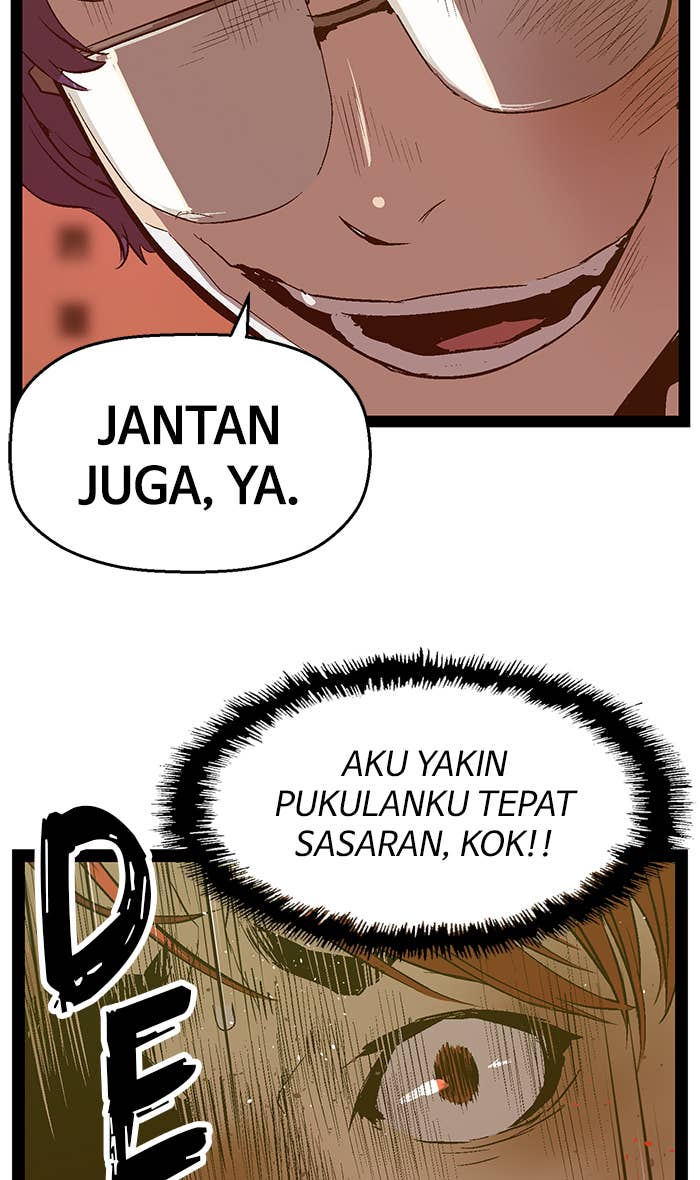 JANTAN
JUGA, YA.
AKU YAKIN
PUKULANKU TEPAT
SASARAN, KOK!!
DE